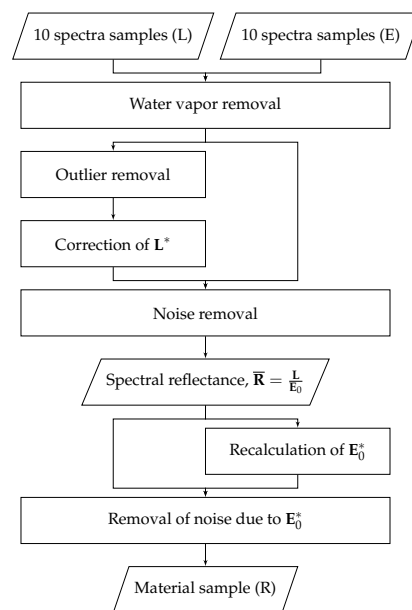 10 spectra samples (L)
10 spectra samples (E)
Water vapor removal
Outlier removal
Correction of L*
Noise removal
Spectral reflectance, R̅ = L/E₀
Recalculation of E₀*
Removal of noise due to E₀*
Material sample (R)